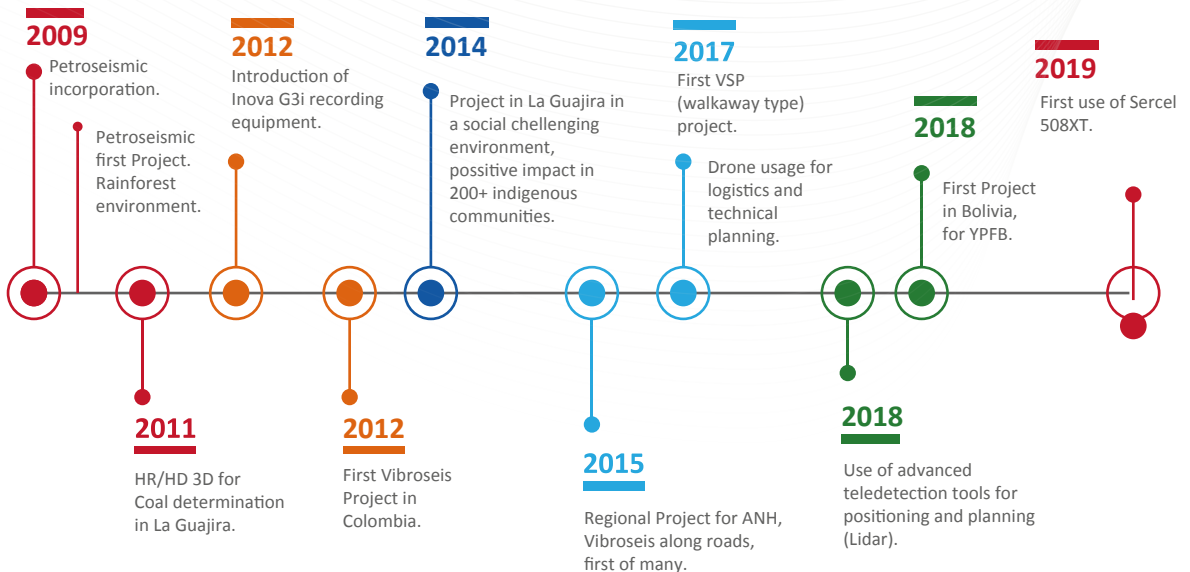 2009
Petroseismic
incorporation.
Petroseismic
first Project.
Rainforest
environment.
2011
HR/HD 3D for
Coal determination
in La Guajira.
2012
Introduction of
Inova G3i recording
equipment.
2012
First Vibroseis
Project in
Colombia.
2014
Project in La Guajira in
a social chellenging
environment,
possitive impact in
200+ indigenous
communities.
2015
Regional Project for ANH,
Vibroseis along roads,
first of many.
2017
First VSP
(walkaway type)
project.
Drone usage for
logistics and
technical
planning.
2018
Use of advanced
teledetection tools for
positioning and planning
(Lidar).
2018
First Project
in Bolivia,
for YPFB.
2019
First use of Sercel
508XT.